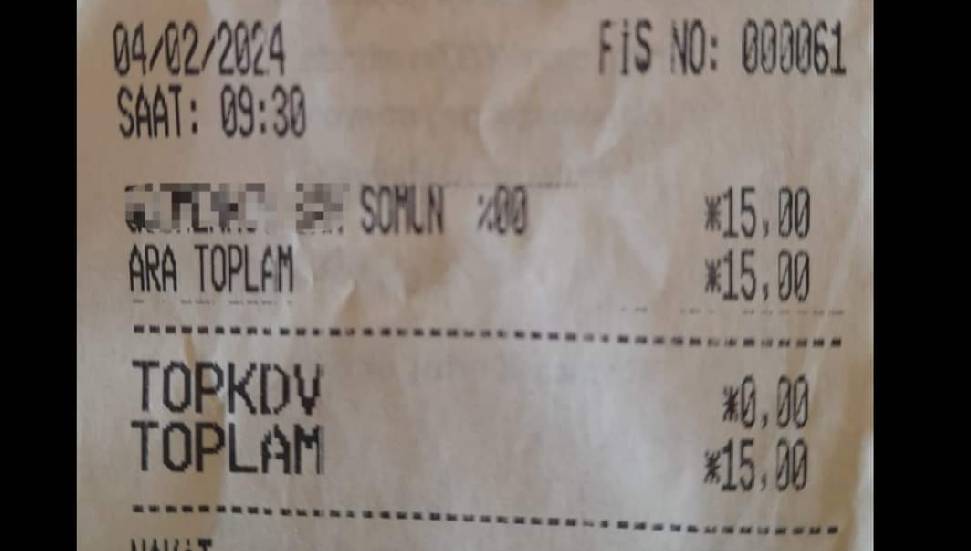 04/02/2024 FİS NO: 000061
SAAT: 09:30
SOMUN %00 *15,00
ARA TOPLAM *15,00
TOPKDV *0,00
TOPLAM *15,00